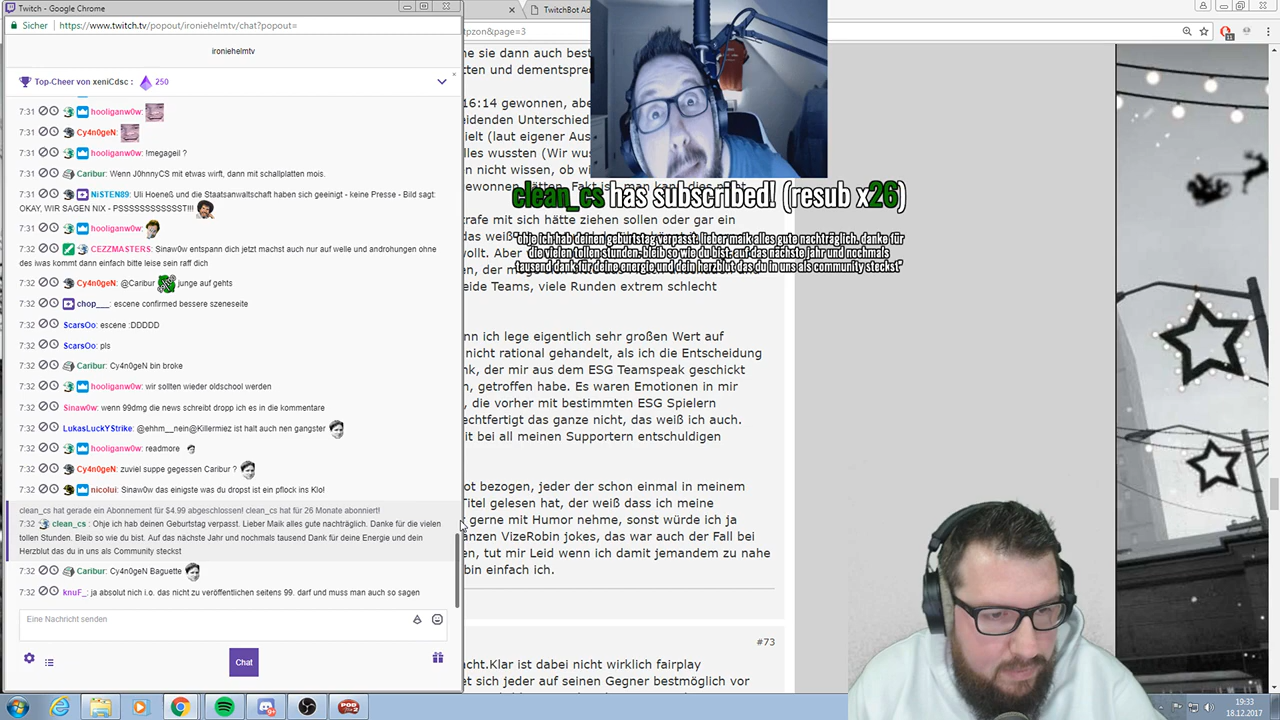 Twitch - Google Chrome
Sicher
https://www.twitch.tv/popout/ironiehelmtv/chat?popout=
ironiehelmtv
Top-Cheer von xeniCdsc : 250
7:31 hooliganw0w:
7:31 Cy4n0geN:
7:31 hooliganw0w: !megageil ?
7:31 Caribur: Wenn J0hnnyCS mit etwas wirft, dann mit schallplatten mois.
7:31 NiSTEN89: Uli Hoeneß und die Staatsanwaltschaft haben sich geeinigt - keine Presse - Bild sagt:
OKAY, WIR SAGEN NIX - PSSSSSSSSSST!!!
7:31 hooliganw0w:
7:32 CEZZMASTERS: Sinaw0w entspann dich jetzt machst auch nur auf welle und androhungen ohne
des iwas kommt dann einfach bitte leise sein raff dich
7:32 Cy4n0geN: @Caribur junge auf gehts
7:32 chop___: escene confirmed bessere szeneseite
7:32 ScarsOo: escene :DDDDD
7:32 ScarsOo: pls
7:32 Caribur: Cy4n0geN bin broke
7:32 hooliganw0w: wir sollten wieder oldschool werden
7:32 Sinaw0w: wenn 99dmg die news schreibt dropp ich es in die kommentare
7:32 LukasLuckYStrike: @ehhm__nein@Killermiez ist halt auch nen gangster
7:32 hooliganw0w: readmore
7:32 Cy4n0geN: zuviel suppe gegessen Caribur ?
7:32 nicolui: Sinaw0w das einigste was du dropst ist ein pflock ins Klo!
clean_cs hat gerade ein Abonnement für $4.99 abgeschlossen! clean_cs hat für 26 Monate abonniert!
7:32 clean_cs : Ohje ich hab deinen Geburtstag verpasst. Lieber Maik alles gute nachträglich. Danke für die vielen
tollen Stunden. Bleib so wie du bist. Auf das nächste Jahr und nochmals tausend Dank für deine Energie und dein
Herzblut das du in uns als Community steckst
7:32 Caribur: Cy4n0geN Baguette
7:32 knuF_: ja absolut nich i.o. das nicht zu veröffentlichen seitens 99. darf und muss man auch so sagen
Eine Nachricht senden
Chat
TwitchBot Ad
tpzon&page=3
11
ne sie dann auch best
tten und dementspre
16:14 gewonnen, abe
eidenden Unterschied
ielt (laut eigener Aus
lles wussten (Wir wus
nicht wissen, ob wi
trafe mit sich hätte ziehen sollen oder gar ein
das weiß
wollt. Aber
en, der
eide Teams, viele Runden extrem schlecht
nn ich lege eigentlich sehr großen Wert auf
nicht rational gehandelt, als ich die Entscheidung
nk, der mir aus dem ESG Teamspeak geschickt
, getroffen habe. Es waren Emotionen in mir
, die vorher mit bestimmten ESG Spielern
chtfertigt das ganze nicht, das weiß ich auch.
it bei all meinen Supportern entschuldigen
ot bezogen, jeder der schon einmal in meinem
Titel gelesen hat, der weiß dass ich meine
gerne mit Humor nehme, sonst würde ich ja
anzen VizeRobin jokes, das war auch der Fall bei
, tut mir Leid wenn ich damit jemandem zu nahe
bin einfach ich.
#73
acht.Klar ist dabei nicht wirklich fairplay
et sich jeder auf seinen Gegner bestmöglich vor
clean_cs has subscribed! (resub x26)
"ohje ich hab deinen geburtstag verpasst. lieber maik alles gute nachträglich. danke für
die vielen tollen stunden. bleib so wie du bist. auf das nächste jahr und nochmals
tausend dank für deine energie und dein herzblut das du in uns als community steckst"
POD
19:33
18.12.2017